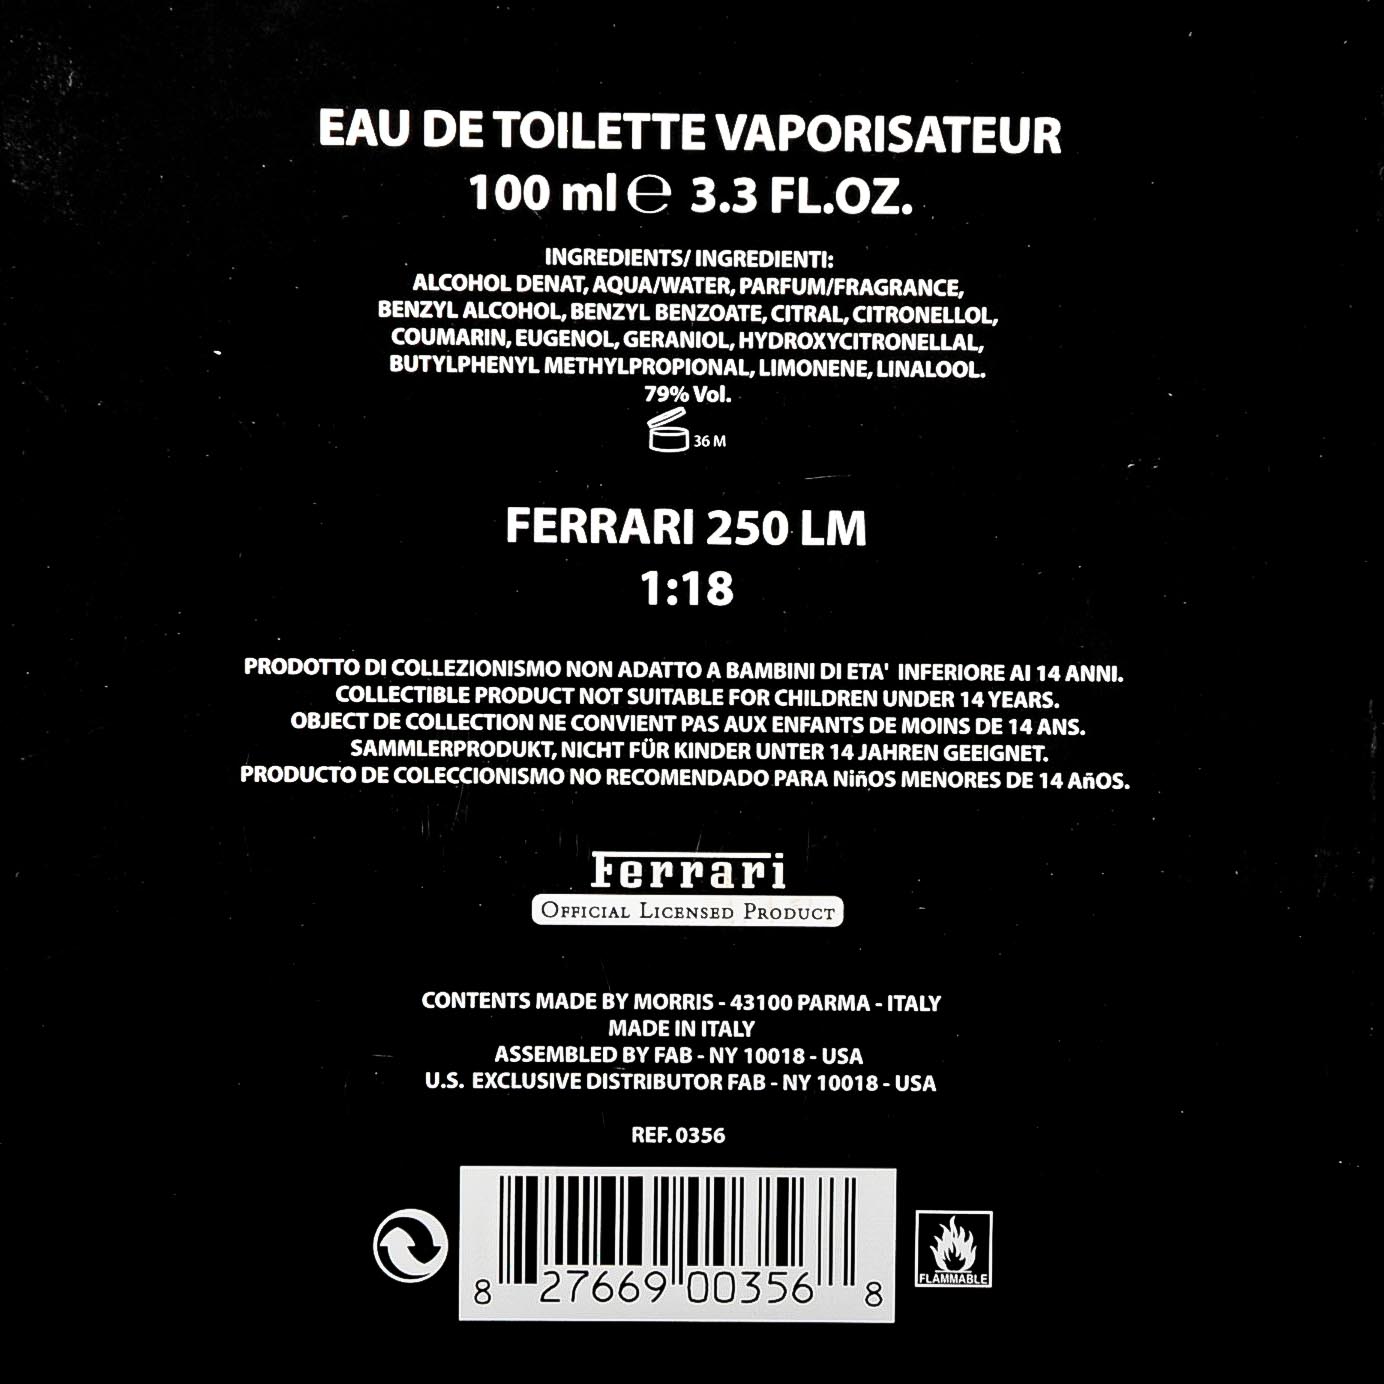 EAU DE TOILETTE VAPORISATEUR
100 ml ℮ 3.3 FL.OZ.
INGREDIENTS/ INGREDIENTI:
ALCOHOL DENAT, AQUA/WATER, PARFUM/FRAGRANCE,
BENZYL ALCOHOL, BENZYL BENZOATE, CITRAL, CITRONELLOL,
COUMARIN, EUGENOL, GERANIOL, HYDROXYCITRONELLAL,
BUTYLPHENYL METHYLPROPIONAL, LIMONENE, LINALOOL.
79% Vol.
36 M
FERRARI 250 LM
1:18
PRODOTTO DI COLLEZIONISMO NON ADATTO A BAMBINI DI ETA' INFERIORE AI 14 ANNI.
COLLECTIBLE PRODUCT NOT SUITABLE FOR CHILDREN UNDER 14 YEARS.
OBJECT DE COLLECTION NE CONVIENT PAS AUX ENFANTS DE MOINS DE 14 ANS.
SAMMLERPRODUKT, NICHT FÜR KINDER UNTER 14 JAHREN GEEIGNET.
PRODUCTO DE COLECCIONISMO NO RECOMENDADO PARA NiñOS MENORES DE 14 AñOS.
Ferrari
OFFICIAL LICENSED PRODUCT
CONTENTS MADE BY MORRIS - 43100 PARMA - ITALY
MADE IN ITALY
ASSEMBLED BY FAB - NY 10018 - USA
U.S. EXCLUSIVE DISTRIBUTOR FAB - NY 10018 - USA
REF. 0356
8 27669 00356 8
FLAMMABLE